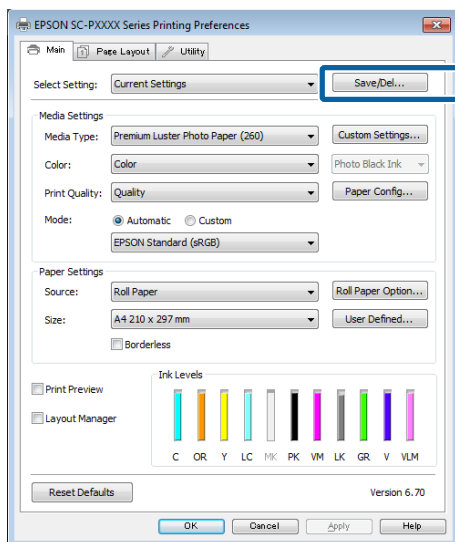 EPSON SC-PXXXX Series Printing Preferences
Main Page Layout Utility
Select Setting: Current Settings Save/Del...
Media Settings
Media Type: Premium Luster Photo Paper (260) Custom Settings...
Color: Color Photo Black Ink
Print Quality: Quality Paper Config...
Mode: Automatic Custom
EPSON Standard (sRGB)
Paper Settings
Source: Roll Paper Roll Paper Option...
Size: A4 210 x 297 mm User Defined...
Borderless
Ink Levels
Print Preview
Layout Manager
C OR Y LC MK PK VM LK GR V VLM
Reset Defaults Version 6.70
OK Cancel Apply Help